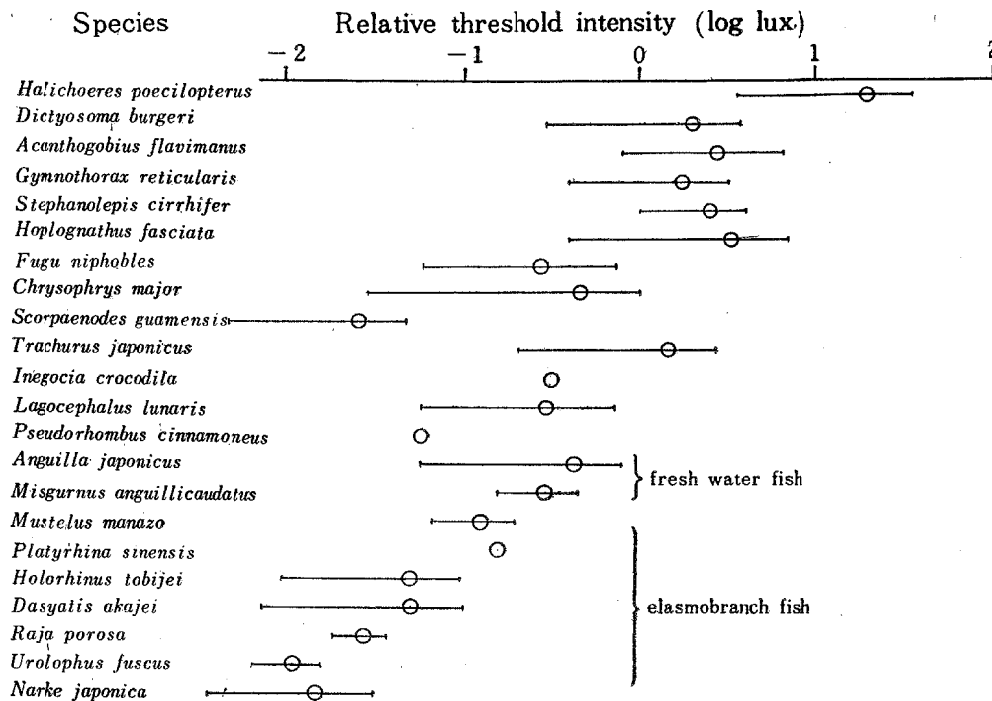 Species Relative threshold intensity (log lux.)
−2 −1 0 1 2
Halichoeres poecilopterus
Dictyosoma burgeri
Acanthogobius flavimanus
Gymnothorax reticularis
Stephanolepis cirrhifer
Hoplognathus fasciata
Fugu niphobles
Chrysophrys major
Scorpaenodes guamensis
Trachurus japonicus
Inegocia crocodila
Lagocephalus lunaris
Pseudorhombus cinnamoneus
Anguilla japonicus
fresh water fish
Misgurnus anguillicaudatus
Mustelus manazo
Platyrhina sinensis
Holorhinus tobijei
Dasyatis akajei
elasmobranch fish
Raja porosa
Urolophus fuscus
Narke japonica